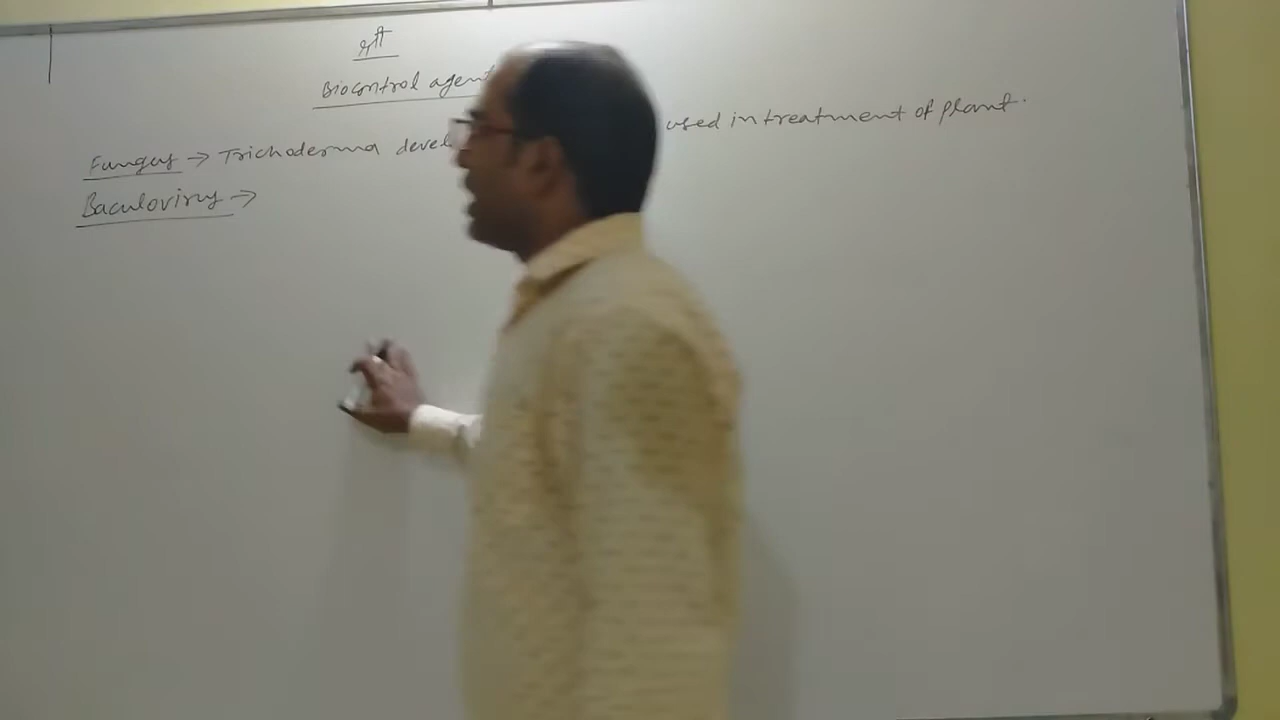 श्री
Biocontrol agent
Fungus → Trichoderma devel used in treatment of plant.
Baculovirus →